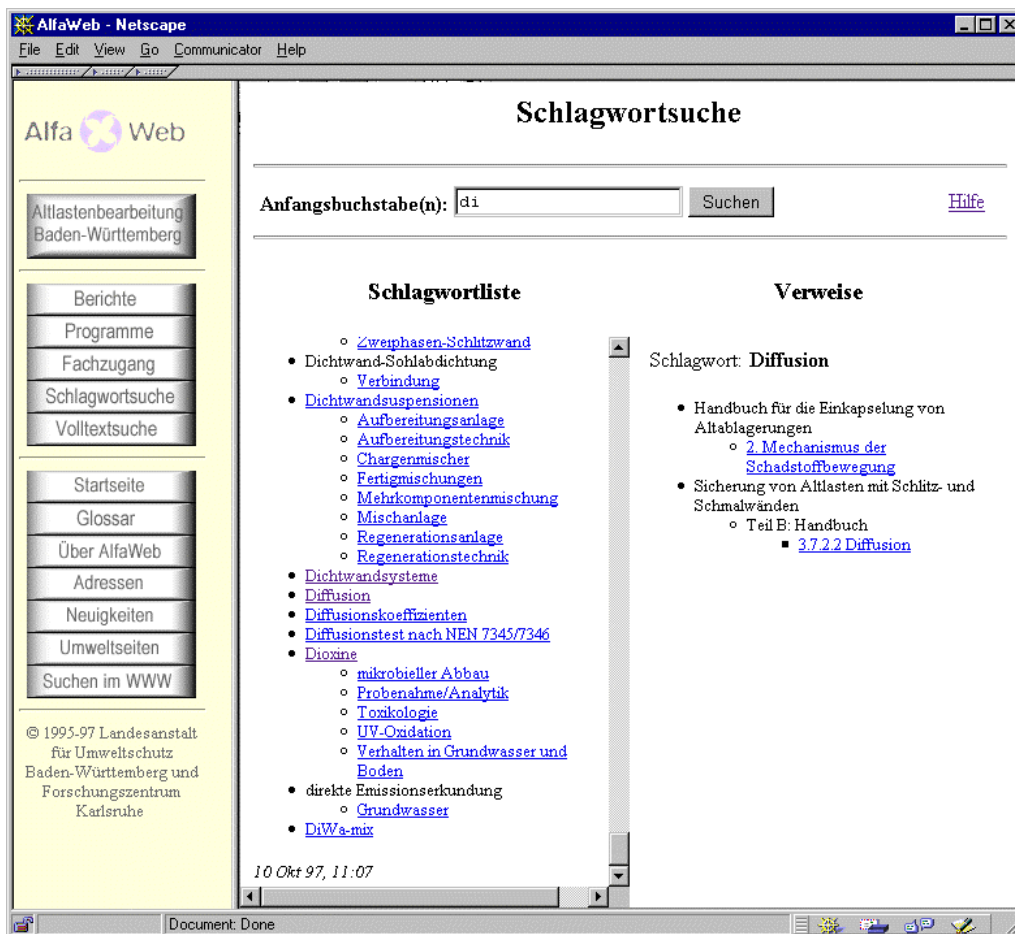 AlfaWeb - Netscape
File Edit View Go Communicator Help
Alfa Web
Altlastenbearbeitung
Baden-Württemberg
Berichte
Programme
Fachzugang
Schlagwortsuche
Volltextsuche
Startseite
Glossar
Über AlfaWeb
Adressen
Neuigkeiten
Umweltseiten
Suchen im WWW
© 1995-97 Landesanstalt
für Umweltschutz
Baden-Württemberg und
Forschungszentrum
Karlsruhe
Schlagwortsuche
Anfangsbuchstabe(n): di Suchen Hilfe
Schlagwortliste
Zweiphasen-Schlitzwand
Dichtwand-Sohlabdichtung
Verbindung
Dichtwandsuspensionen
Aufbereitungsanlage
Aufbereitungstechnik
Chargenmischer
Fertigmischungen
Mehrkomponentenmischung
Mischanlage
Regenerationsanlage
Regenerationstechnik
Dichtwandsysteme
Diffusion
Diffusionskoeffizienten
Diffusionstest nach NEN 7345/7346
Dioxine
mikrobieller Abbau
Probenahme/Analytik
Toxikologie
UV-Oxidation
Verhalten in Grundwasser und
Boden
direkte Emissionserkundung
Grundwasser
DiWa-mix
10 Okt 97, 11:07
Verweise
Schlagwort: Diffusion
Handbuch für die Einkapselung von
Altablagerungen
2. Mechanismus der
Schadstoffbewegung
Sicherung von Altlasten mit Schlitz- und
Schmalwänden
Teil B: Handbuch
3.7.2.2 Diffusion
Document: Done